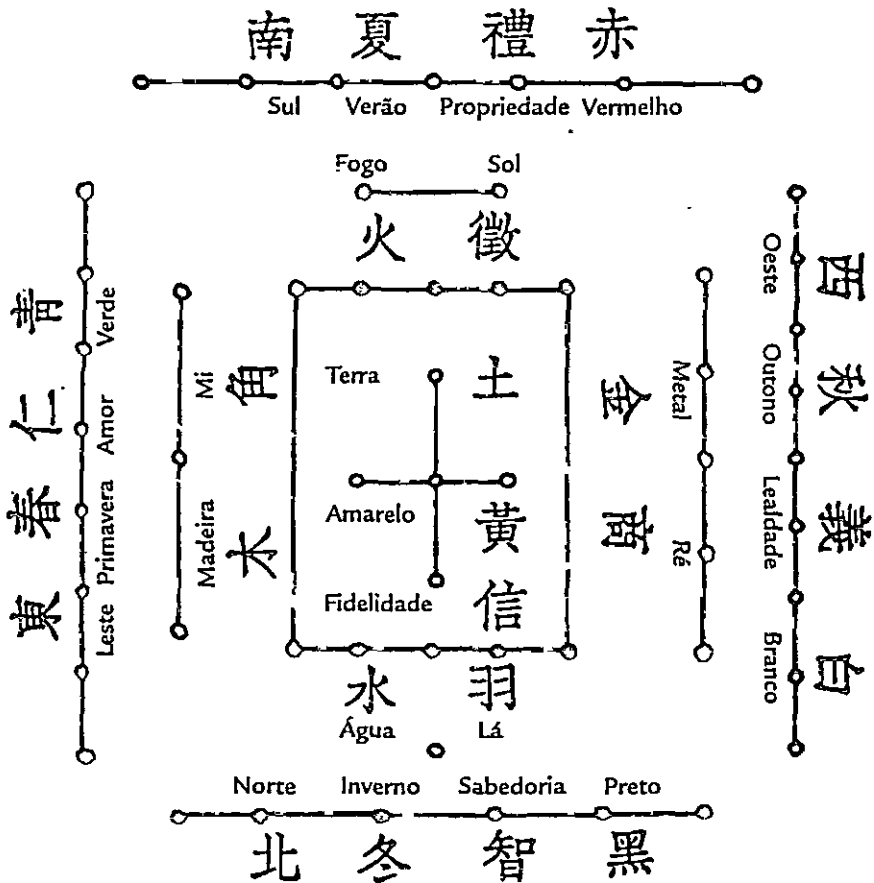 南 夏 禮 赤
Sul Verão Propriedade Vermelho
Fogo Sol
火 徵
青 仁 春 東
Verde Amor Primavera Leste
Mi Madeira
角 木
Terra 土
Amarelo 黃
Fidelidade 信
金 商
Metal Ré
Oeste Outono Lealdade Branco
西 秋 義 白
水 羽
Água Lá
Norte Inverno Sabedoria Preto
北 冬 智 黑